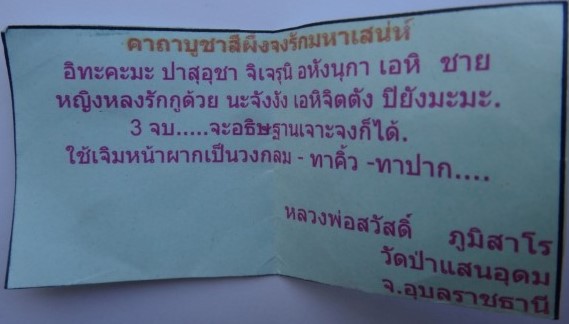 คาถาบูชาสีผึ้งจงรักมหาเสน่ห์
อิทะคะมะ ปาสุอุชา จิเจรุนิ อหังนุกา เอหิ ชาย
หญิงหลงรักกูด้วย นะจังงัง เอหิจิตตัง ปิยังมะมะ.
3 จบ.....จะอธิษฐานเจาะจงก็ได้.
ใช้เจิมหน้าผากเป็นวงกลม - ทาคิ้ว -ทาปาก....
หลวงพ่อสวัสดิ์ ภูมิสาโร
วัดป่าแสนอุดม
จ.อุบลราชธานี